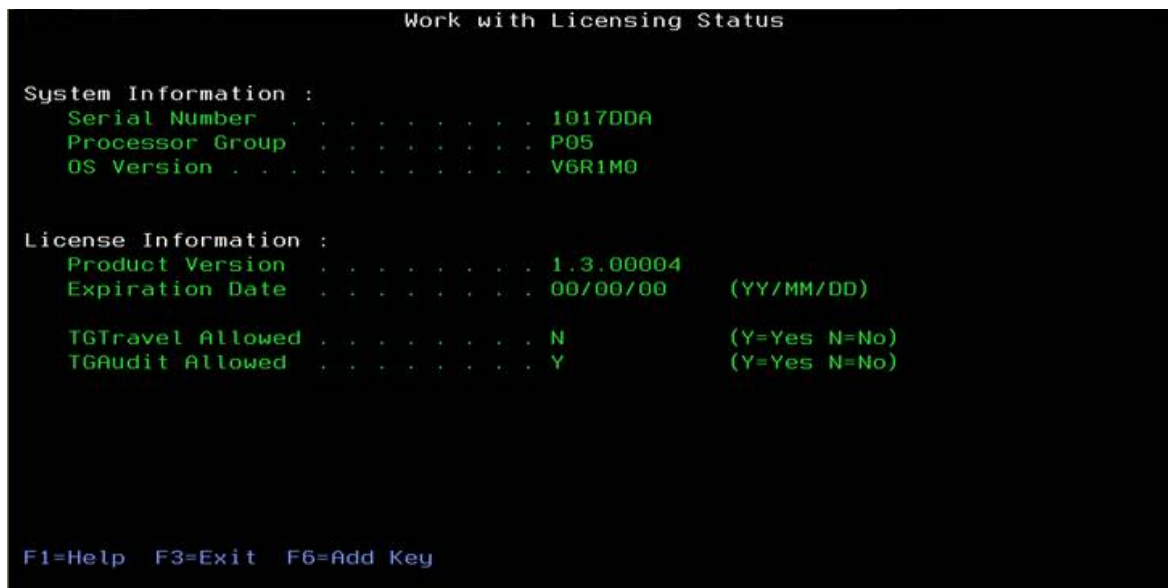 Work with Licensing Status
System Information :
Serial Number . . . . . . . . . 1017DDA
Processor Group . . . . . . . . P05
OS Version . . . . . . . . . . . V6R1M0
License Information :
Product Version . . . . . . . . 1.3.00004
Expiration Date . . . . . . . . 00/00/00 (YY/MM/DD)
TGTravel Allowed . . . . . . . . N (Y=Yes N=No)
TGAudit Allowed . . . . . . . . Y (Y=Yes N=No)
F1=Help F3=Exit F6=Add Key